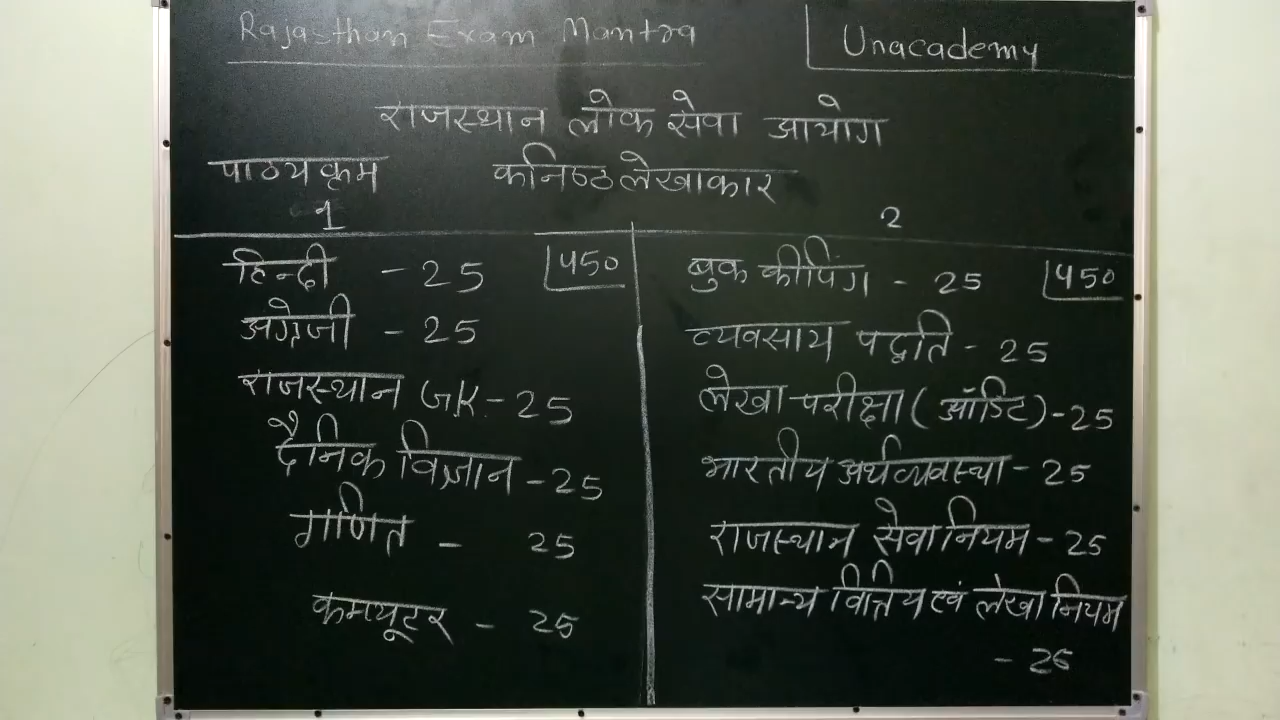 Rajasthan Exam Mantra
Unacademy
राजस्थान लोक सेवा आयोग
पाठ्यक्रम कनिष्ठ लेखाकार
1
हिन्दी - 25 450
अग्रेजी - 25
राजस्थान G.K. - 25
दैनिक विज्ञान - 25
गणित - 25
कम्प्यूटर - 25
2
बुक कीपिंग - 25 450
व्यवसाय पद्धति - 25
लेखा परीक्षा (ऑडिट) - 25
भारतीय अर्थव्यवस्था - 25
राजस्थान सेवा नियम - 25
सामान्य वित्तिय एवं लेखा नियम
- 25